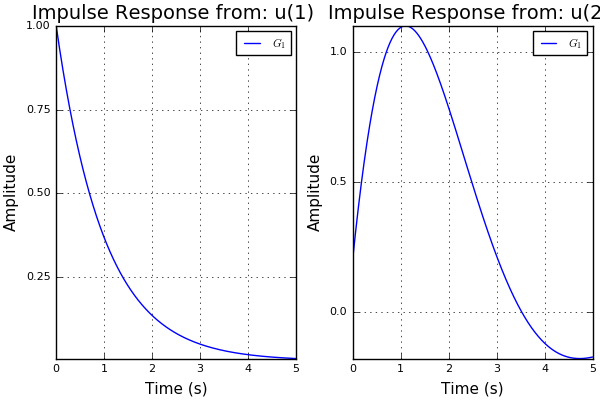 Impulse Response from: u(1)
G1
1.00
0.75
0.50
0.25
Amplitude
0 1 2 3 4 5
Time (s)
Impulse Response from: u(2
G1
1.0
0.5
0.0
Amplitude
0 1 2 3 4 5
Time (s)